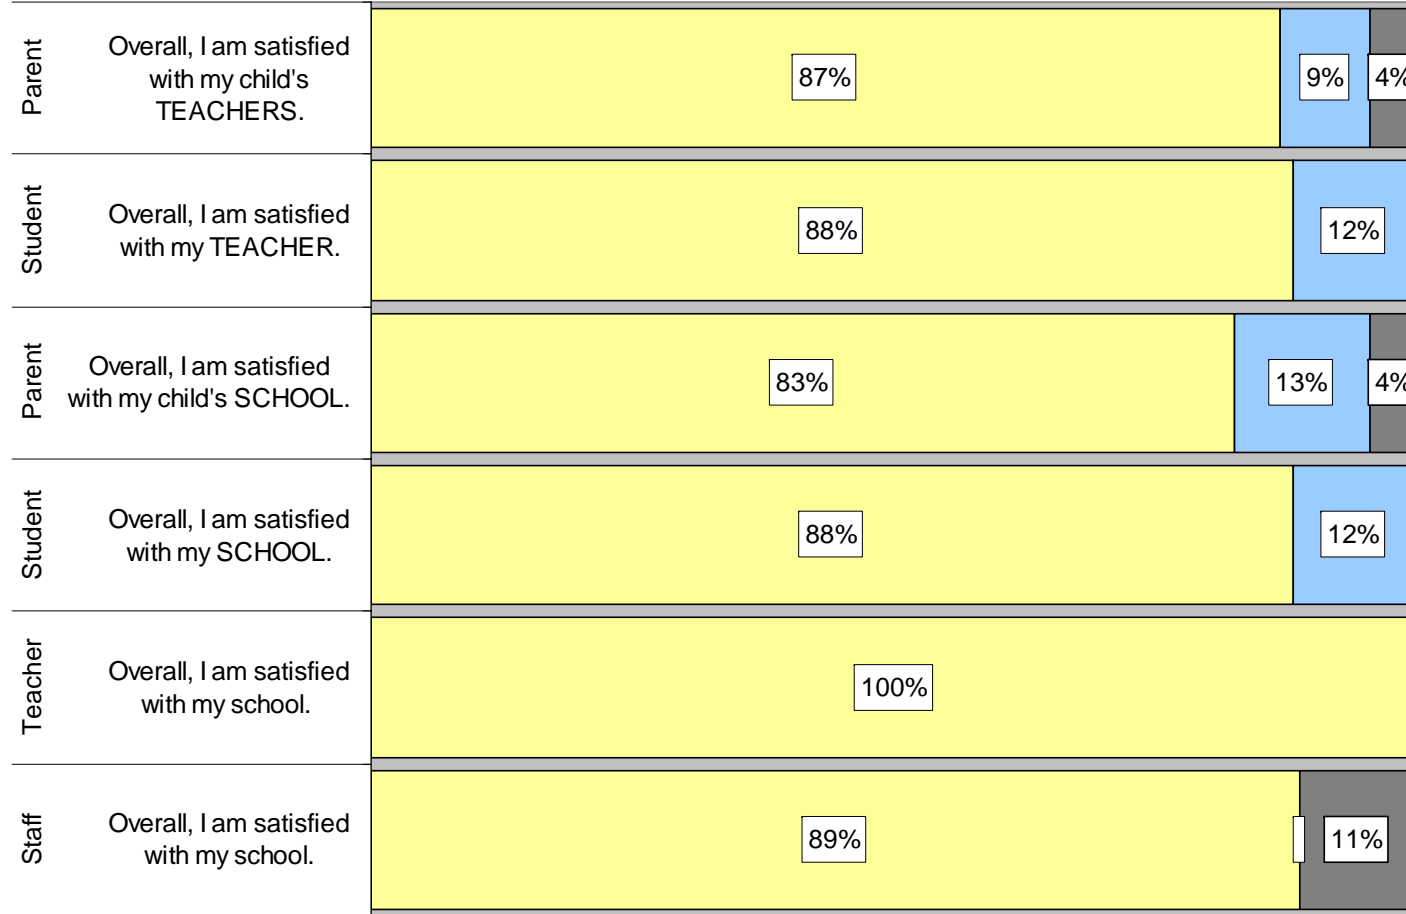 Parent
Overall, I am satisfied
with my child's
TEACHERS.
87%
9%
4%
Student
Overall, I am satisfied
with my TEACHER.
88%
12%
Parent
Overall, I am satisfied
with my child's SCHOOL.
83%
13%
4%
Student
Overall, I am satisfied
with my SCHOOL.
88%
12%
Teacher
Overall, I am satisfied
with my school.
100%
Staff
Overall, I am satisfied
with my school.
89%
11%